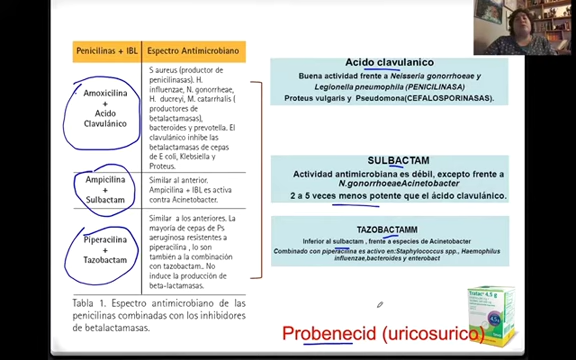 Penicilinas + IBL
Espectro Antimicrobiano
Amoxicilina
+
Acido
Clavulánico
S aureus (productor de
penicilinasas). H.
influenzae, N. gonorrheae,
H. ducreyi, M. catarrhalis (
productores de
betalactamasas),
bacteroides y prevotella. El
clavulánico inhibe las
betalactamasas de cepas
de E coli, Klebsiella y
Proteus.
Ampicilina
+
Sulbactam
Similar al anterior.
Ampicilina + IBL es activa
contra Acinetobacter.
Piperacilina
+
Tazobactam
Similar a los anteriores. La
mayoría de cepas de Ps
aeruginosa resistentes a
piperacilina , lo son
también a la combinación
con tazobactam. No
induce la producción de
beta-lactamasas.
Tabla 1. Espectro antimicrobiano de las
penicilinas combinadas con los inhibidores
de betalactamasas.
Acido clavulanico
Buena actividad frente a Neisseria gonorrhoeae y
Legionella pneumophila (PENICILINASA)
Proteus vulgaris y Pseudomona(CEFALOSPORINASAS).
SULBACTAM
Actividad antimicrobiana es débil, excepto frente a
N.gonorrhoeaeAcinetobacter
2 a 5 veces menos potente que el ácido clavulánico.
TAZOBACTAMM
Inferior al sulbactam , frente a especies de Acinetobacter
Combinado con piperacilina es activo en:Staphylococcus spp., Haemophilus
influenzae,bacteroides y enterobact
4,5 g
Probenecid (uricosurico)